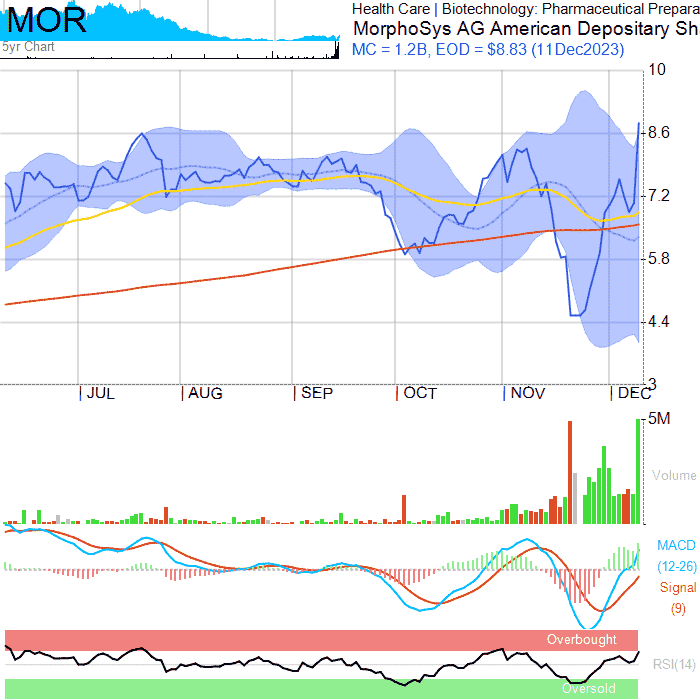 MOR
5yr Chart
Health Care | Biotechnology: Pharmaceutical Prepara
MorphoSys AG American Depositary Sh
MC = 1.2B, EOD = $8.83 (11Dec2023)
10
8.6
7.2
5.8
4.4
3
JUL AUG SEP OCT NOV DEC
5M
Volume
MACD
(12-26)
Signal
(9)
Overbought
RSI(14)
Oversold